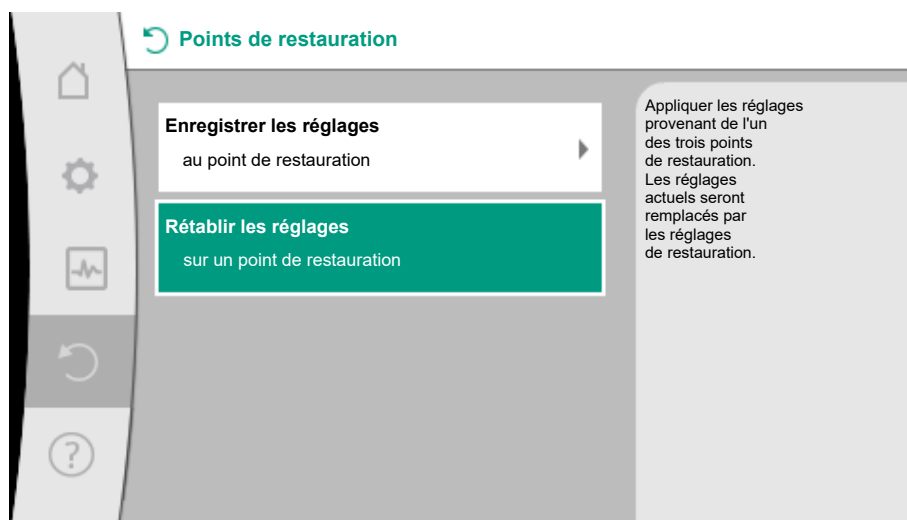 Points de restauration
Enregistrer les réglages
au point de restauration
Rétablir les réglages
sur un point de restauration
Appliquer les réglages
provenant de l'un
des trois points
de restauration.
Les réglages
actuels seront
remplacés par
les réglages
de restauration.
?